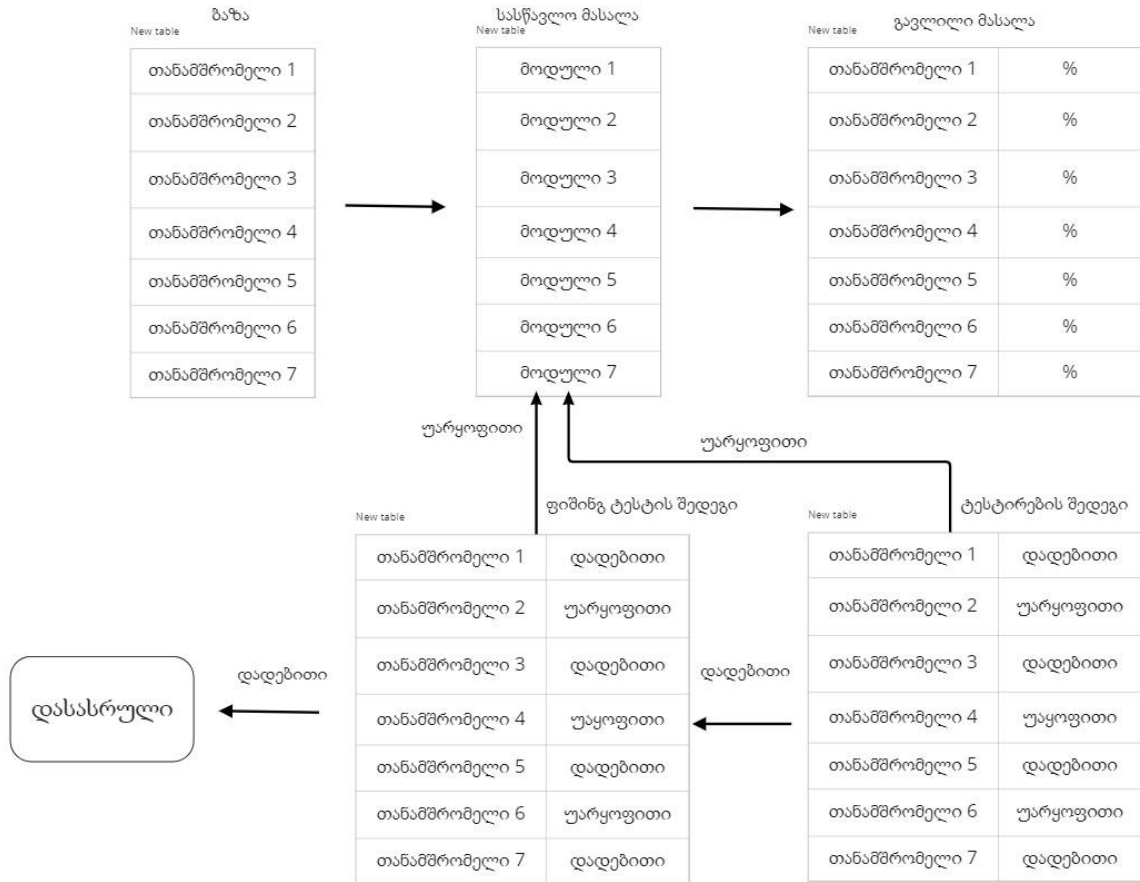 ბაზა
New table
თანამშრომელი 1
თანამშრომელი 2
თანამშრომელი 3
თანამშრომელი 4
თანამშრომელი 5
თანამშრომელი 6
თანამშრომელი 7
სასწავლო მასალა
New table
მოდული 1
მოდული 2
მოდული 3
მოდული 4
მოდული 5
მოდული 6
მოდული 7
გავლილი მასალა
New table
თანამშრომელი 1 %
თანამშრომელი 2 %
თანამშრომელი 3 %
თანამშრომელი 4 %
თანამშრომელი 5 %
თანამშრომელი 6 %
თანამშრომელი 7 %
უარყოფითი
უარყოფითი
ტესტირების შედეგი
New table
თანამშრომელი 1 დადებითი
თანამშრომელი 2 უარყოფითი
თანამშრომელი 3 დადებითი
თანამშრომელი 4 უაყოფითი
თანამშრომელი 5 დადებითი
თანამშრომელი 6 უარყოფითი
თანამშრომელი 7 დადებითი
დადებითი
ფიშინგ ტესტის შედეგი
New table
თანამშრომელი 1 დადებითი
თანამშრომელი 2 უარყოფითი
თანამშრომელი 3 დადებითი
თანამშრომელი 4 უაყოფითი
თანამშრომელი 5 დადებითი
თანამშრომელი 6 უარყოფითი
თანამშრომელი 7 დადებითი
დადებითი
დასასრული